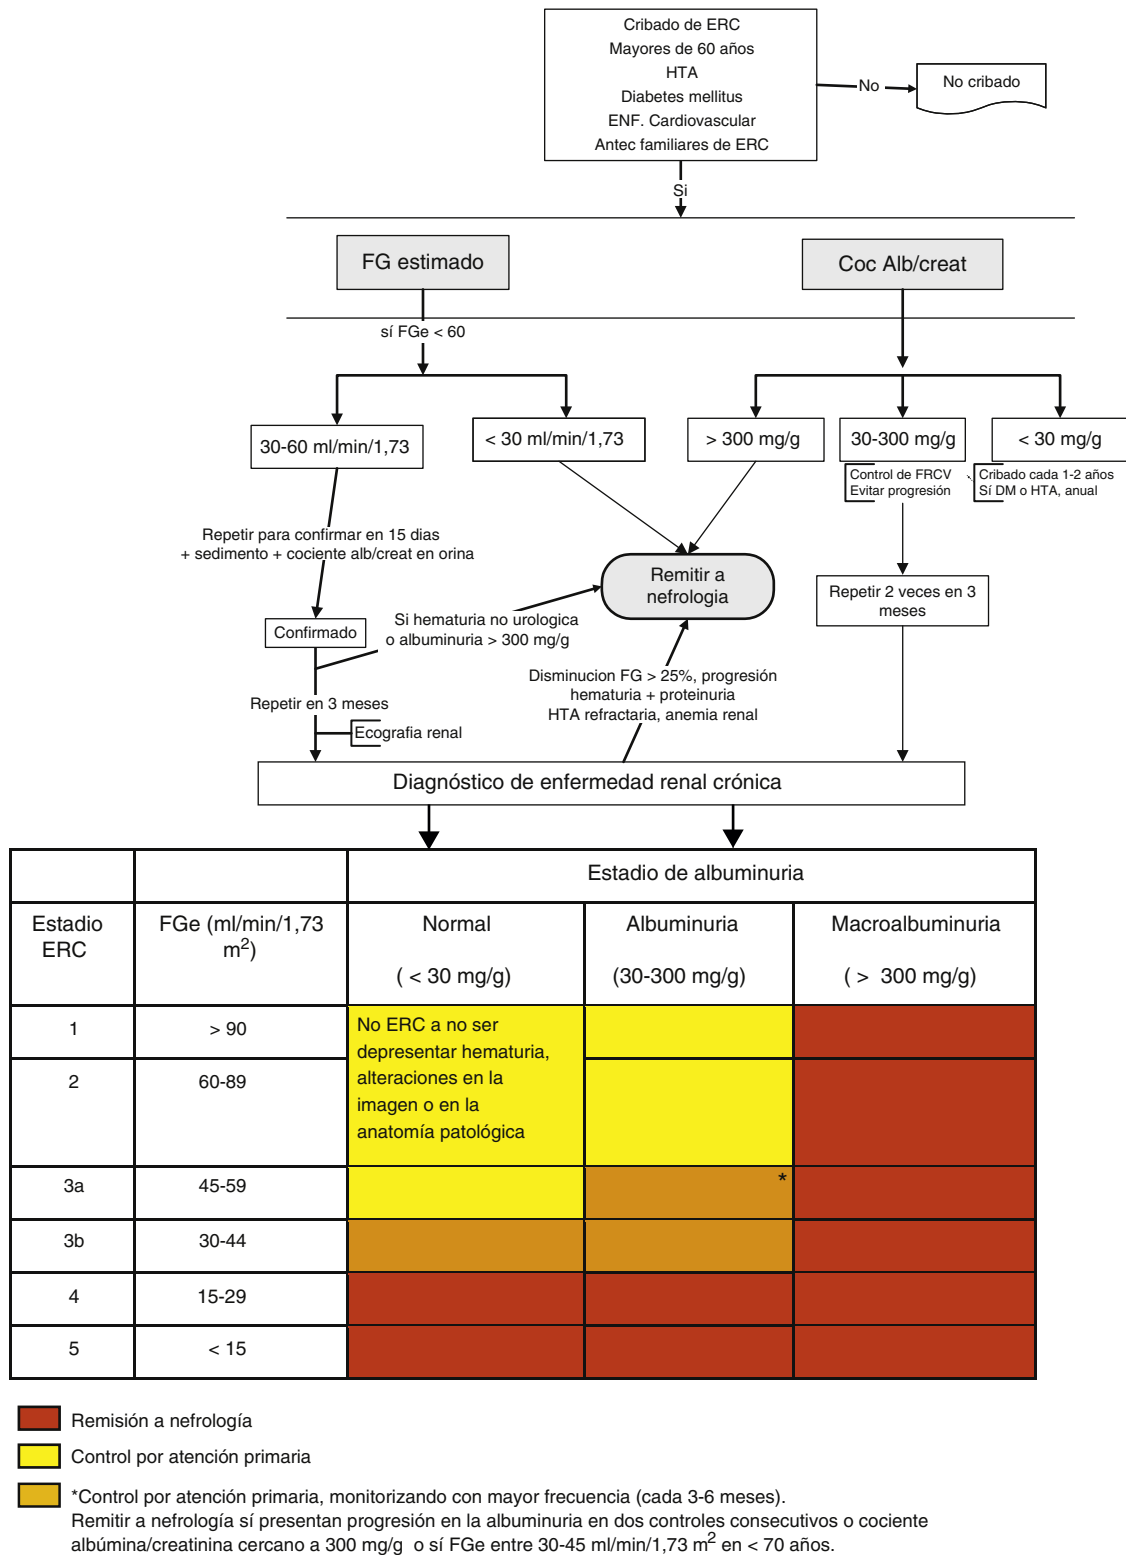 Cribado de ERC
Mayores de 60 años
HTA
Diabetes mellitus
ENF. Cardiovascular
Antec familiares de ERC
No
No cribado
Si
FG estimado
Coc Alb/creat
sí FGe < 60
30-60 ml/min/1,73
< 30 ml/min/1,73
> 300 mg/g
30-300 mg/g
< 30 mg/g
Control de FRCV
Evitar progresión
Cribado cada 1-2 años
Sí DM o HTA, anual
Repetir para confirmar en 15 dias
+ sedimento + cociente alb/creat en orina
Remitir a
nefrologia
Repetir 2 veces en 3
meses
Confirmado
Si hematuria no urologica
o albuminuria > 300 mg/g
Disminucion FG > 25%, progresión
hematuria + proteinuria
HTA refractaria, anemia renal
Repetir en 3 meses
Ecografia renal
Diagnóstico de enfermedad renal crónica
Estadio de albuminuria
Estadio
ERC
FGe (ml/min/1,73
m²)
Normal
( < 30 mg/g)
Albuminuria
(30-300 mg/g)
Macroalbuminuria
( > 300 mg/g)
1
> 90
No ERC a no ser
depresentar hematuria,
alteraciones en la
imagen o en la
anatomía patológica
2
60-89
3a
45-59
*
3b
30-44
4
15-29
5
< 15
Remisión a nefrología
Control por atención primaria
*Control por atención primaria, monitorizando con mayor frecuencia (cada 3-6 meses).
Remitir a nefrología sí presentan progresión en la albuminuria en dos controles consecutivos o cociente
albúmina/creatinina cercano a 300 mg/g o sí FGe entre 30-45 ml/min/1,73 m² en < 70 años.